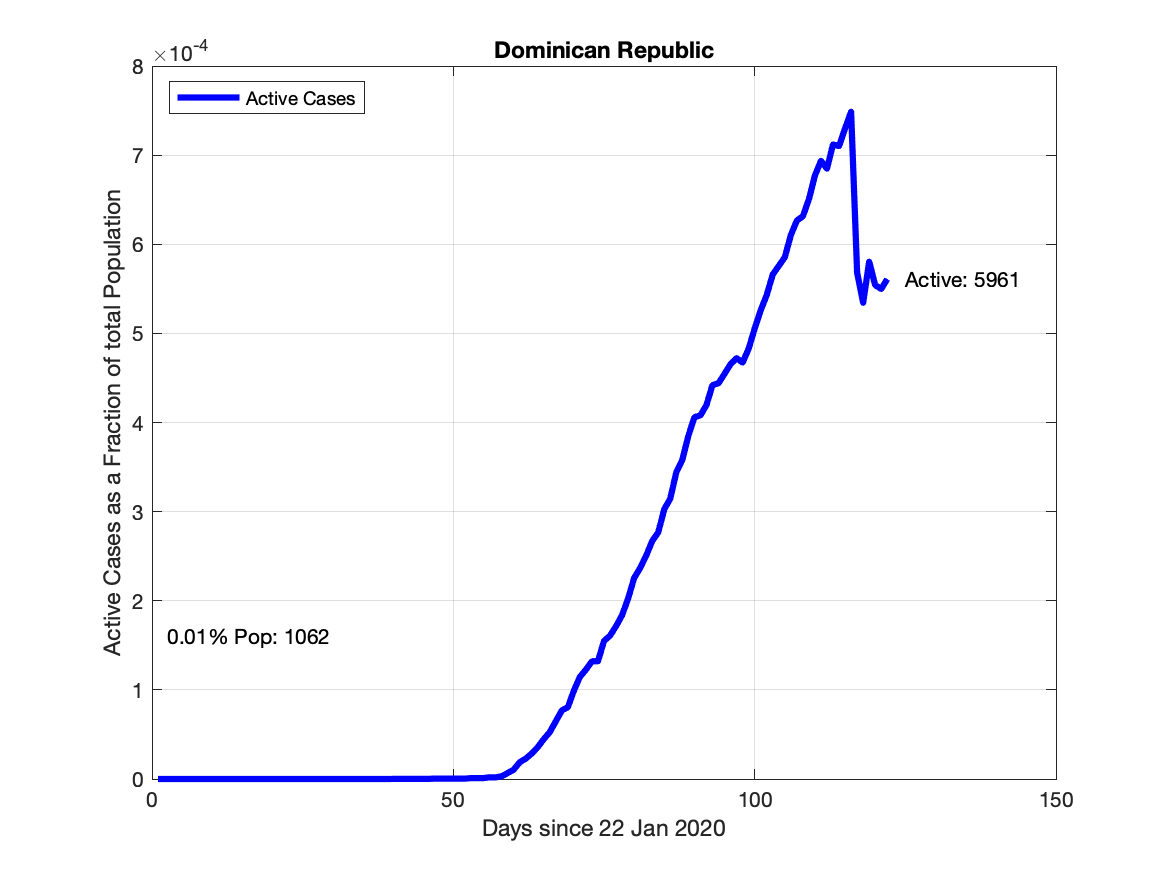 Dominican Republic
×10-4
8
7
6
5
4
3
2
1
0
Active Cases
Active: 5961
0.01% Pop: 1062
Active Cases as a Fraction of total Population
0 50 100 150
Days since 22 Jan 2020